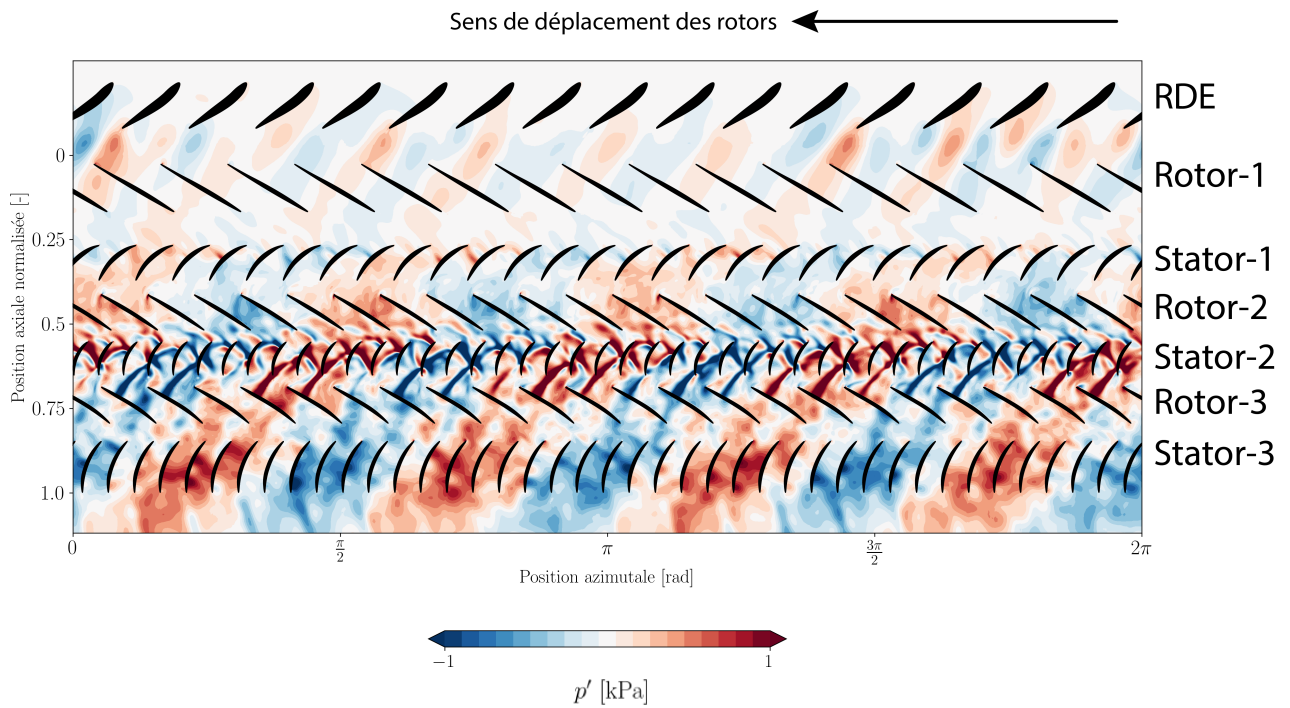 Sens de déplacement des rotors
RDE
Rotor-1
Stator-1
Rotor-2
Stator-2
Rotor-3
Stator-3
Position axiale normalisée [-]
0
0.25
0.5
0.75
1.0
0
π/2
π
3π/2
2π
Position azimutale [rad]
−1
1
p′ [kPa]